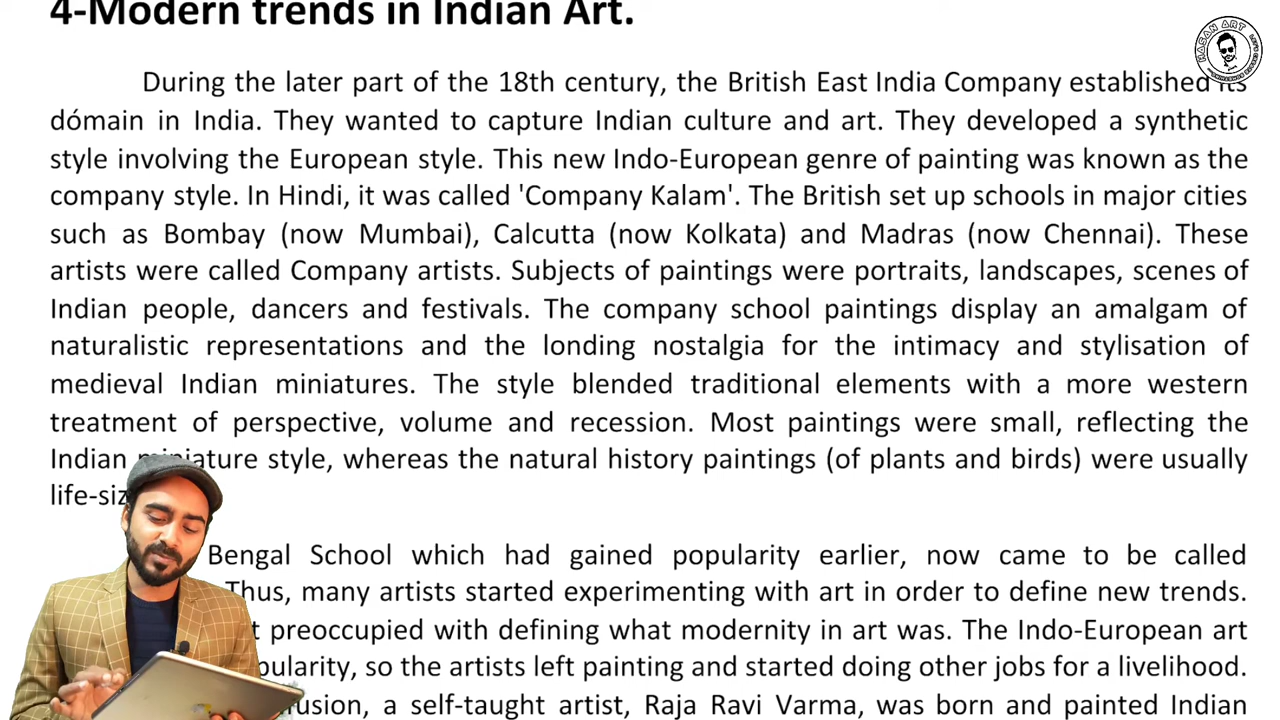 4-Modern trends in Indian Art.
HASAN ART
During the later part of the 18th century, the British East India Company established its
dómain in India. They wanted to capture Indian culture and art. They developed a synthetic
style involving the European style. This new Indo-European genre of painting was known as the
company style. In Hindi, it was called 'Company Kalam'. The British set up schools in major cities
such as Bombay (now Mumbai), Calcutta (now Kolkata) and Madras (now Chennai). These
artists were called Company artists. Subjects of paintings were portraits, landscapes, scenes of
Indian people, dancers and festivals. The company school paintings display an amalgam of
naturalistic representations and the londing nostalgia for the intimacy and stylisation of
medieval Indian miniatures. The style blended traditional elements with a more western
treatment of perspective, volume and recession. Most paintings were small, reflecting the
Indian miniature style, whereas the natural history paintings (of plants and birds) were usually
Bengal School which had gained popularity earlier, now came to be called
Thus, many artists started experimenting with art in order to define new trends.
preoccupied with defining what modernity in art was. The Indo-European art
so the artists left painting and started doing other jobs for a livelihood.
a self-taught artist, Raja Ravi Varma, was born and painted Indian